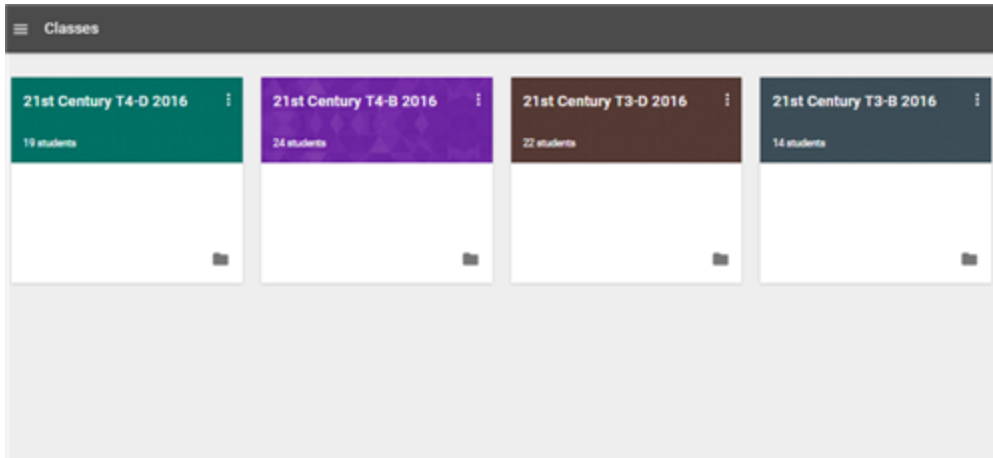 Classes
21st Century T4-D 2016
19 students
21st Century T4-B 2016
24 students
21st Century T3-D 2016
22 students
21st Century T3-B 2016
14 students